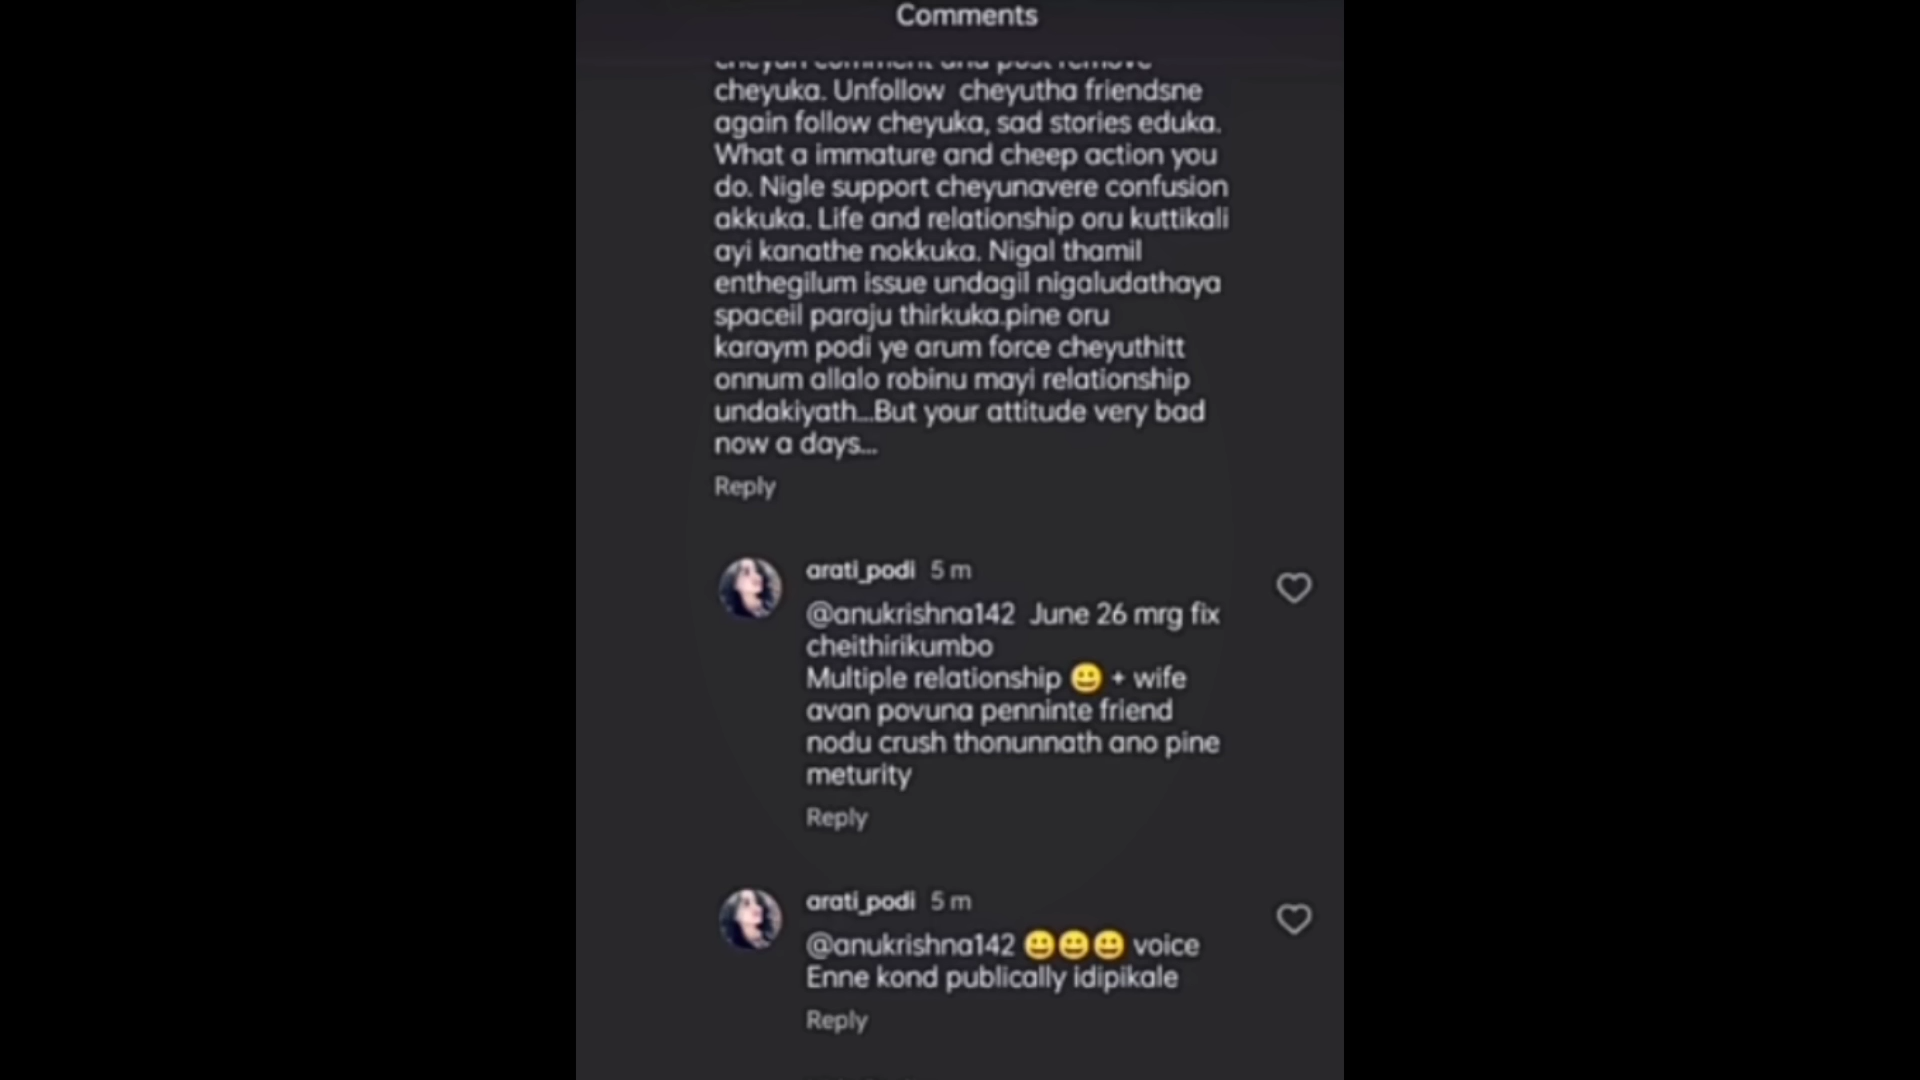 Comments
cheyan comment and post remove
cheyuka. Unfollow cheyutha friendsne
again follow cheyuka, sad stories eduka.
What a immature and cheep action you
do. Nigle support cheyunavere confusion
akkuka. Life and relationship oru kuttikali
ayi kanathe nokkuka. Nigal thamil
enthegilum issue undagil nigaludathaya
spaceil paraju thirkuka.pine oru
karaym podi ye arum force cheyuthitt
onnum allalo robinu mayi relationship
undakiyath...But your attitude very bad
now a days...
Reply
arati_podi 5 m
@anukrishna142 June 26 mrg fix
cheithirikumbo
Multiple relationship 😀 + wife
avan povuna penninte friend
nodu crush thonunnath ano pine
meturity
Reply
arati_podi 5 m
@anukrishna142 😀😀😀 voice
Enne kond publically idipikale
Reply